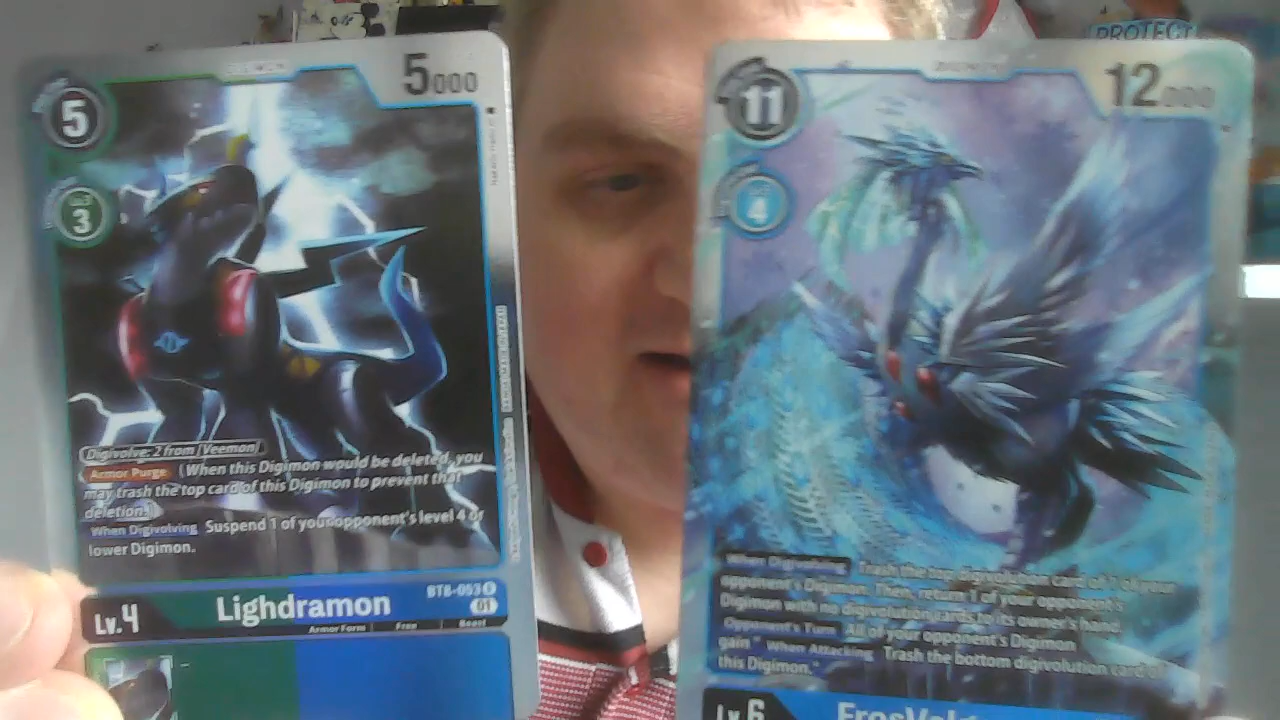 PROTECT
5
5000
3
Digivolve: 2 from [Veemon]
Armor Purge (When this Digimon would be deleted, you
may trash the top card of this Digimon to prevent that
deletion.)
When Digivolving Suspend 1 of your opponent's level 4 or
lower Digimon.
Lv.4
Lighdramon
BT8-053
01
Armor Form Free Beast
11
12000
4
When Digivolving Trash the digivolution card of 1 of your
opponent's Digimon. Then, return 1 of your opponent's
Digimon with no digivolution cards to its owner's hand.
Opponent's Turn All of your opponent's Digimon
gain " When Attacking Trash the bottom digivolution card of
this Digimon."
Lv.6